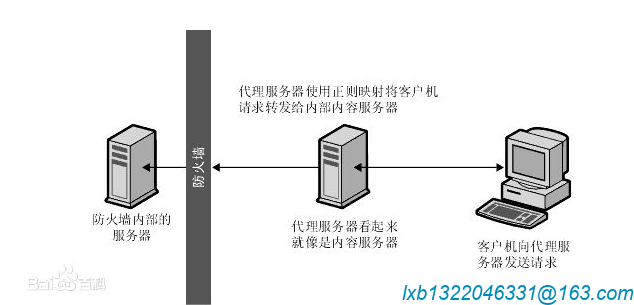 代理服务器使用正则映射将客户机
请求转发给内部内容服务器
防火墙
防火墙内部的
服务器
代理服务器看起来
就像是内容服务器
客户机向代理服
务器发送请求
Bai百科
lxb1322046331@163.com